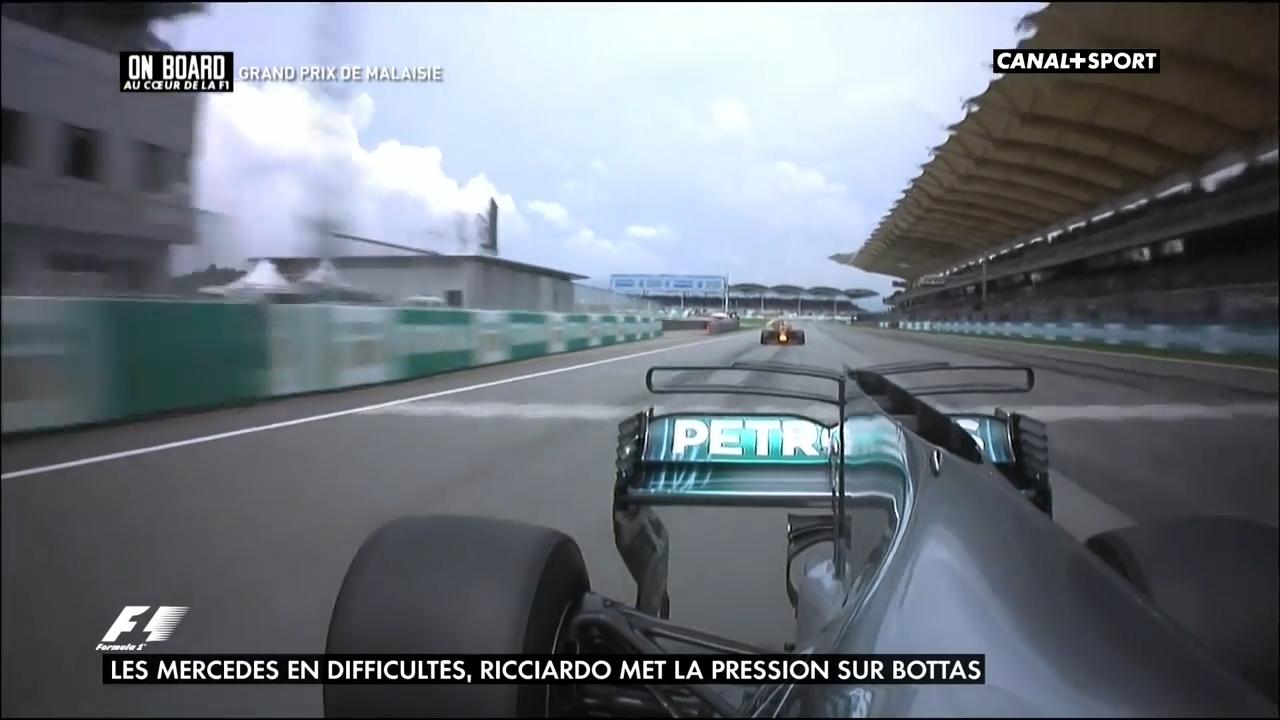 ON BOARD
AU CŒUR DE LA F1
GRAND PRIX DE MALAISIE
CANAL+SPORT
PETR S
F1
Formula 1
LES MERCEDES EN DIFFICULTÉS, RICCIARDO MET LA PRESSION SUR BOTTAS